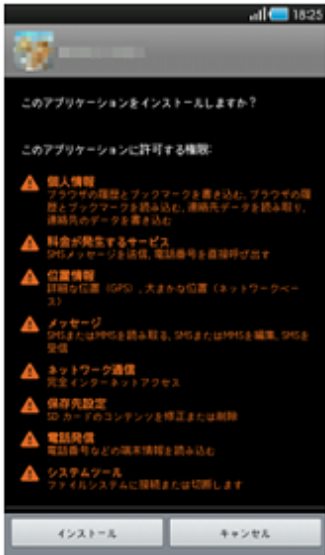 18:25
このアプリケーションをインストールしますか？
このアプリケーションに許可する権限:
個人情報
ブラウザの履歴とブックマークを書き込む, ブラウザの履
歴とブックマークを読み込む, 連絡先データを読み取り,
連絡先のデータを書き込む
料金が発生するサービス
SMSメッセージを送信, 電話番号を直接呼び出す
位置情報
詳細な位置 (GPS) , 大まかな位置 (ネットワークベー
ス)
メッセージ
SMSまたはMMSを読み取る, SMSまたはMMSを編集, SMSを
受信
ネットワーク通信
完全インターネットアクセス
保存先設定
SD カードのコンテンツを修正または削除
電話発信
電話番号などの端末情報を読み込む
システムツール
ファイルシステムに接続または切断します
インストール
キャンセル